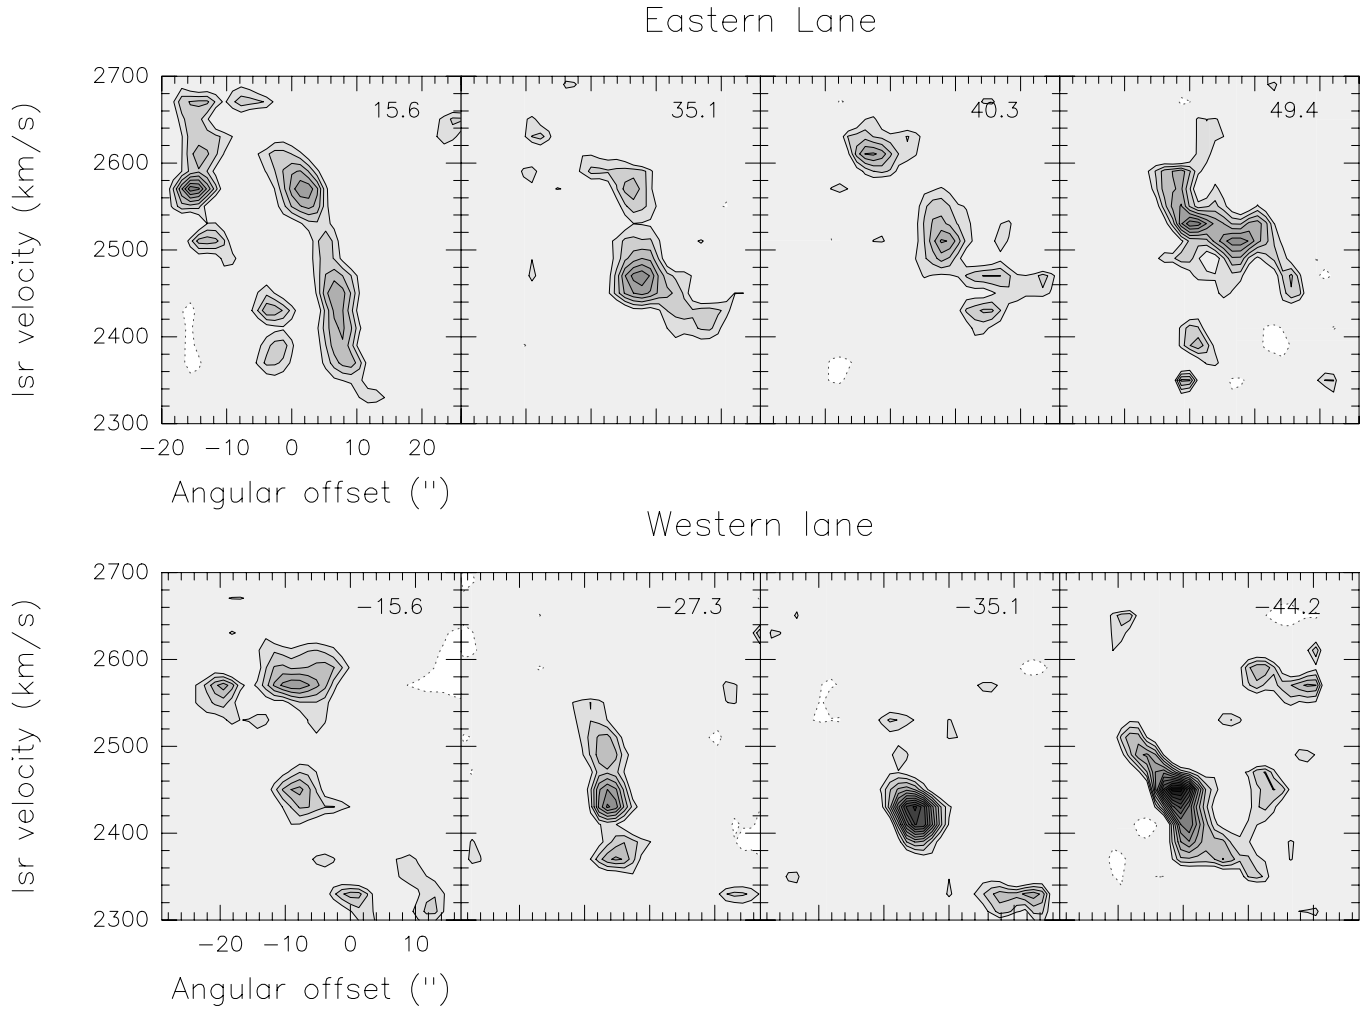 Eastern Lane
lsr velocity (km/s)
2700
2600
2500
2400
2300
15.6
35.1
40.3
49.4
−20 −10 0 10 20
Angular offset (")
Western lane
lsr velocity (km/s)
2700
2600
2500
2400
2300
−15.6
−27.3
−35.1
−44.2
−20 −10 0 10
Angular offset (")